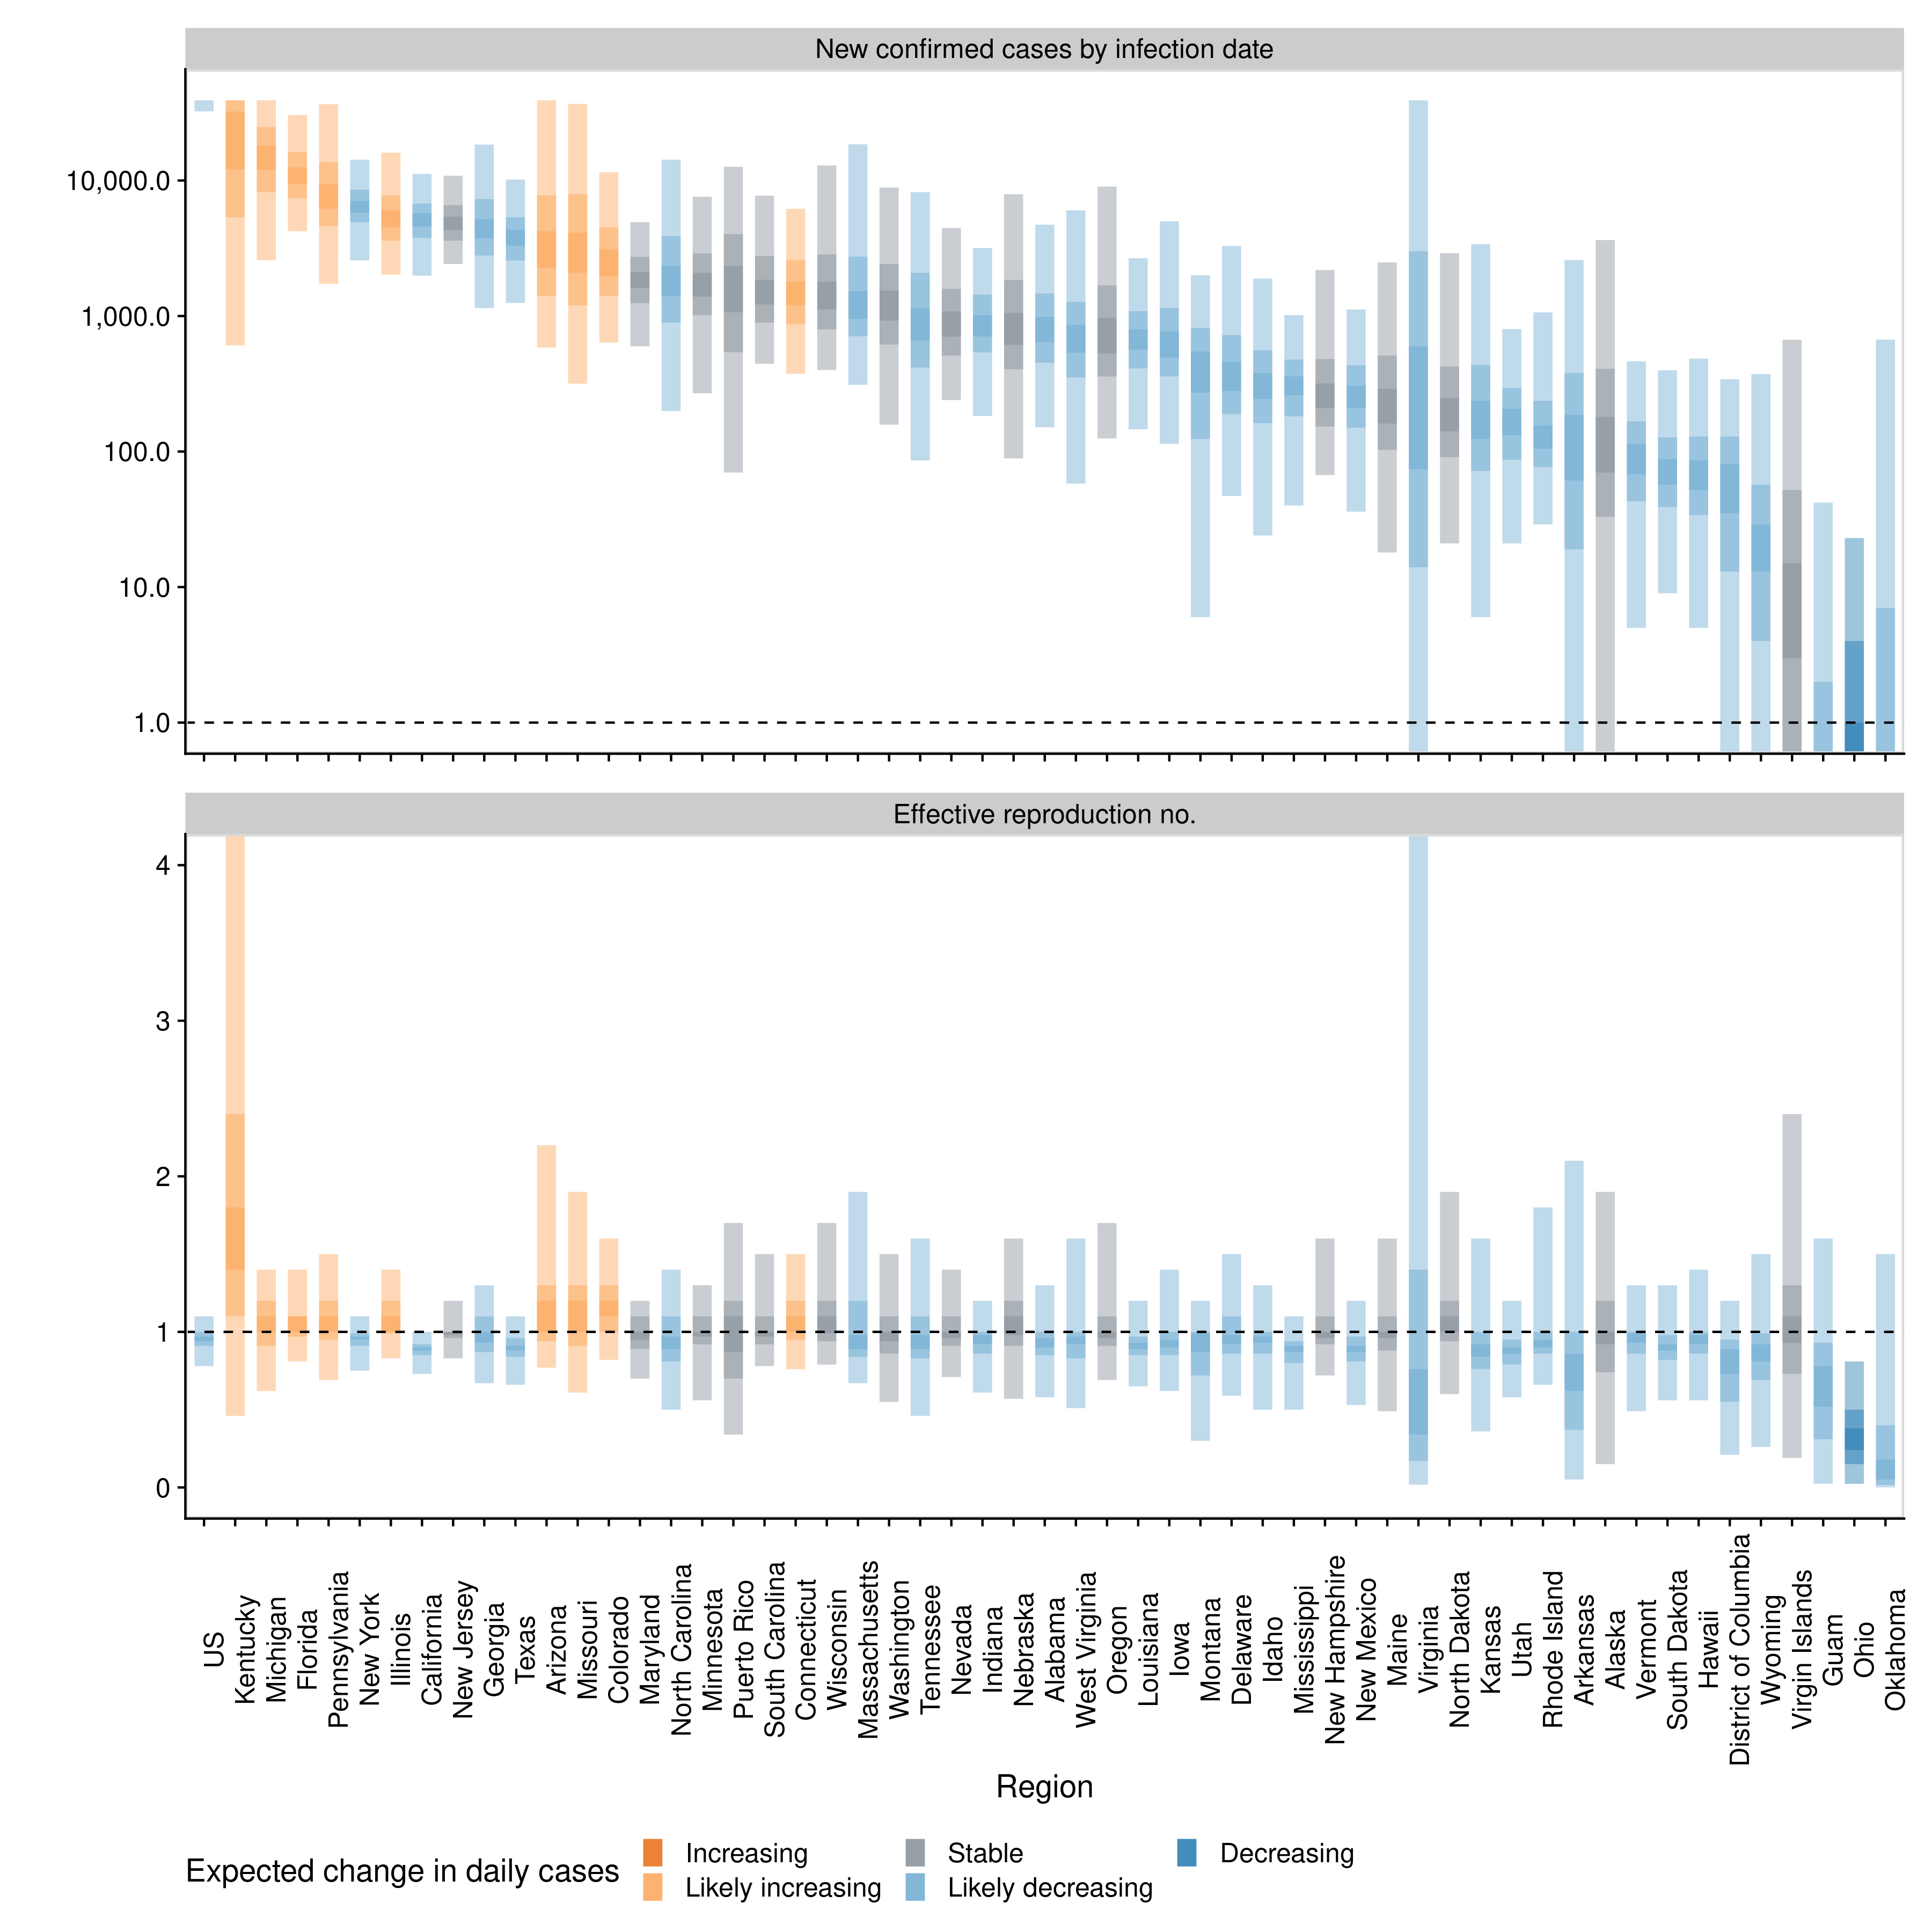 New confirmed cases by infection date
10,000.0
1,000.0
100.0
10.0
1.0
Effective reproduction no.
4
3
2
1
0
US
Kentucky
Michigan
Florida
Pennsylvania
New York
Illinois
California
New Jersey
Georgia
Texas
Arizona
Missouri
Colorado
Maryland
North Carolina
Minnesota
Puerto Rico
South Carolina
Connecticut
Wisconsin
Massachusetts
Washington
Tennessee
Nevada
Indiana
Nebraska
Alabama
West Virginia
Oregon
Louisiana
Iowa
Montana
Delaware
Idaho
Mississippi
New Hampshire
New Mexico
Maine
Virginia
North Dakota
Kansas
Utah
Rhode Island
Arkansas
Alaska
Vermont
South Dakota
Hawaii
District of Columbia
Wyoming
Virgin Islands
Guam
Ohio
Oklahoma
Region
Expected change in daily cases
Increasing
Likely increasing
Stable
Likely decreasing
Decreasing